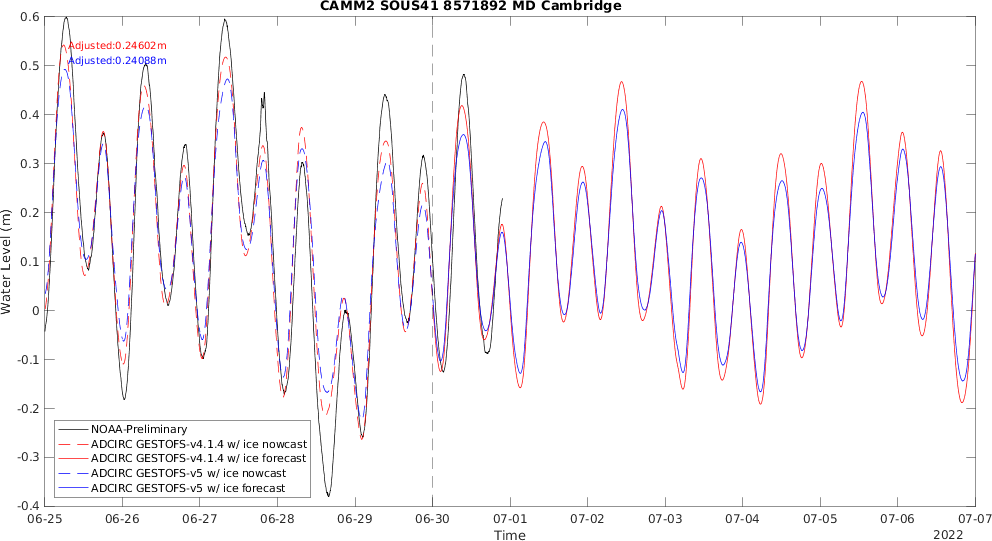 CAMM2 SOUS41 8571892 MD Cambridge
Adjusted:0.24602m
Adjusted:0.24088m
0.6
0.5
0.4
0.3
0.2
0.1
0
-0.1
-0.2
-0.3
-0.4
Water Level (m)
NOAA-Preliminary
ADCIRC GESTOFS-v4.1.4 w/ ice nowcast
ADCIRC GESTOFS-v4.1.4 w/ ice forecast
ADCIRC GESTOFS-v5 w/ ice nowcast
ADCIRC GESTOFS-v5 w/ ice forecast
06-25 06-26 06-27 06-28 06-29 06-30 07-01 07-02 07-03 07-04 07-05 07-06 07-07
Time
2022